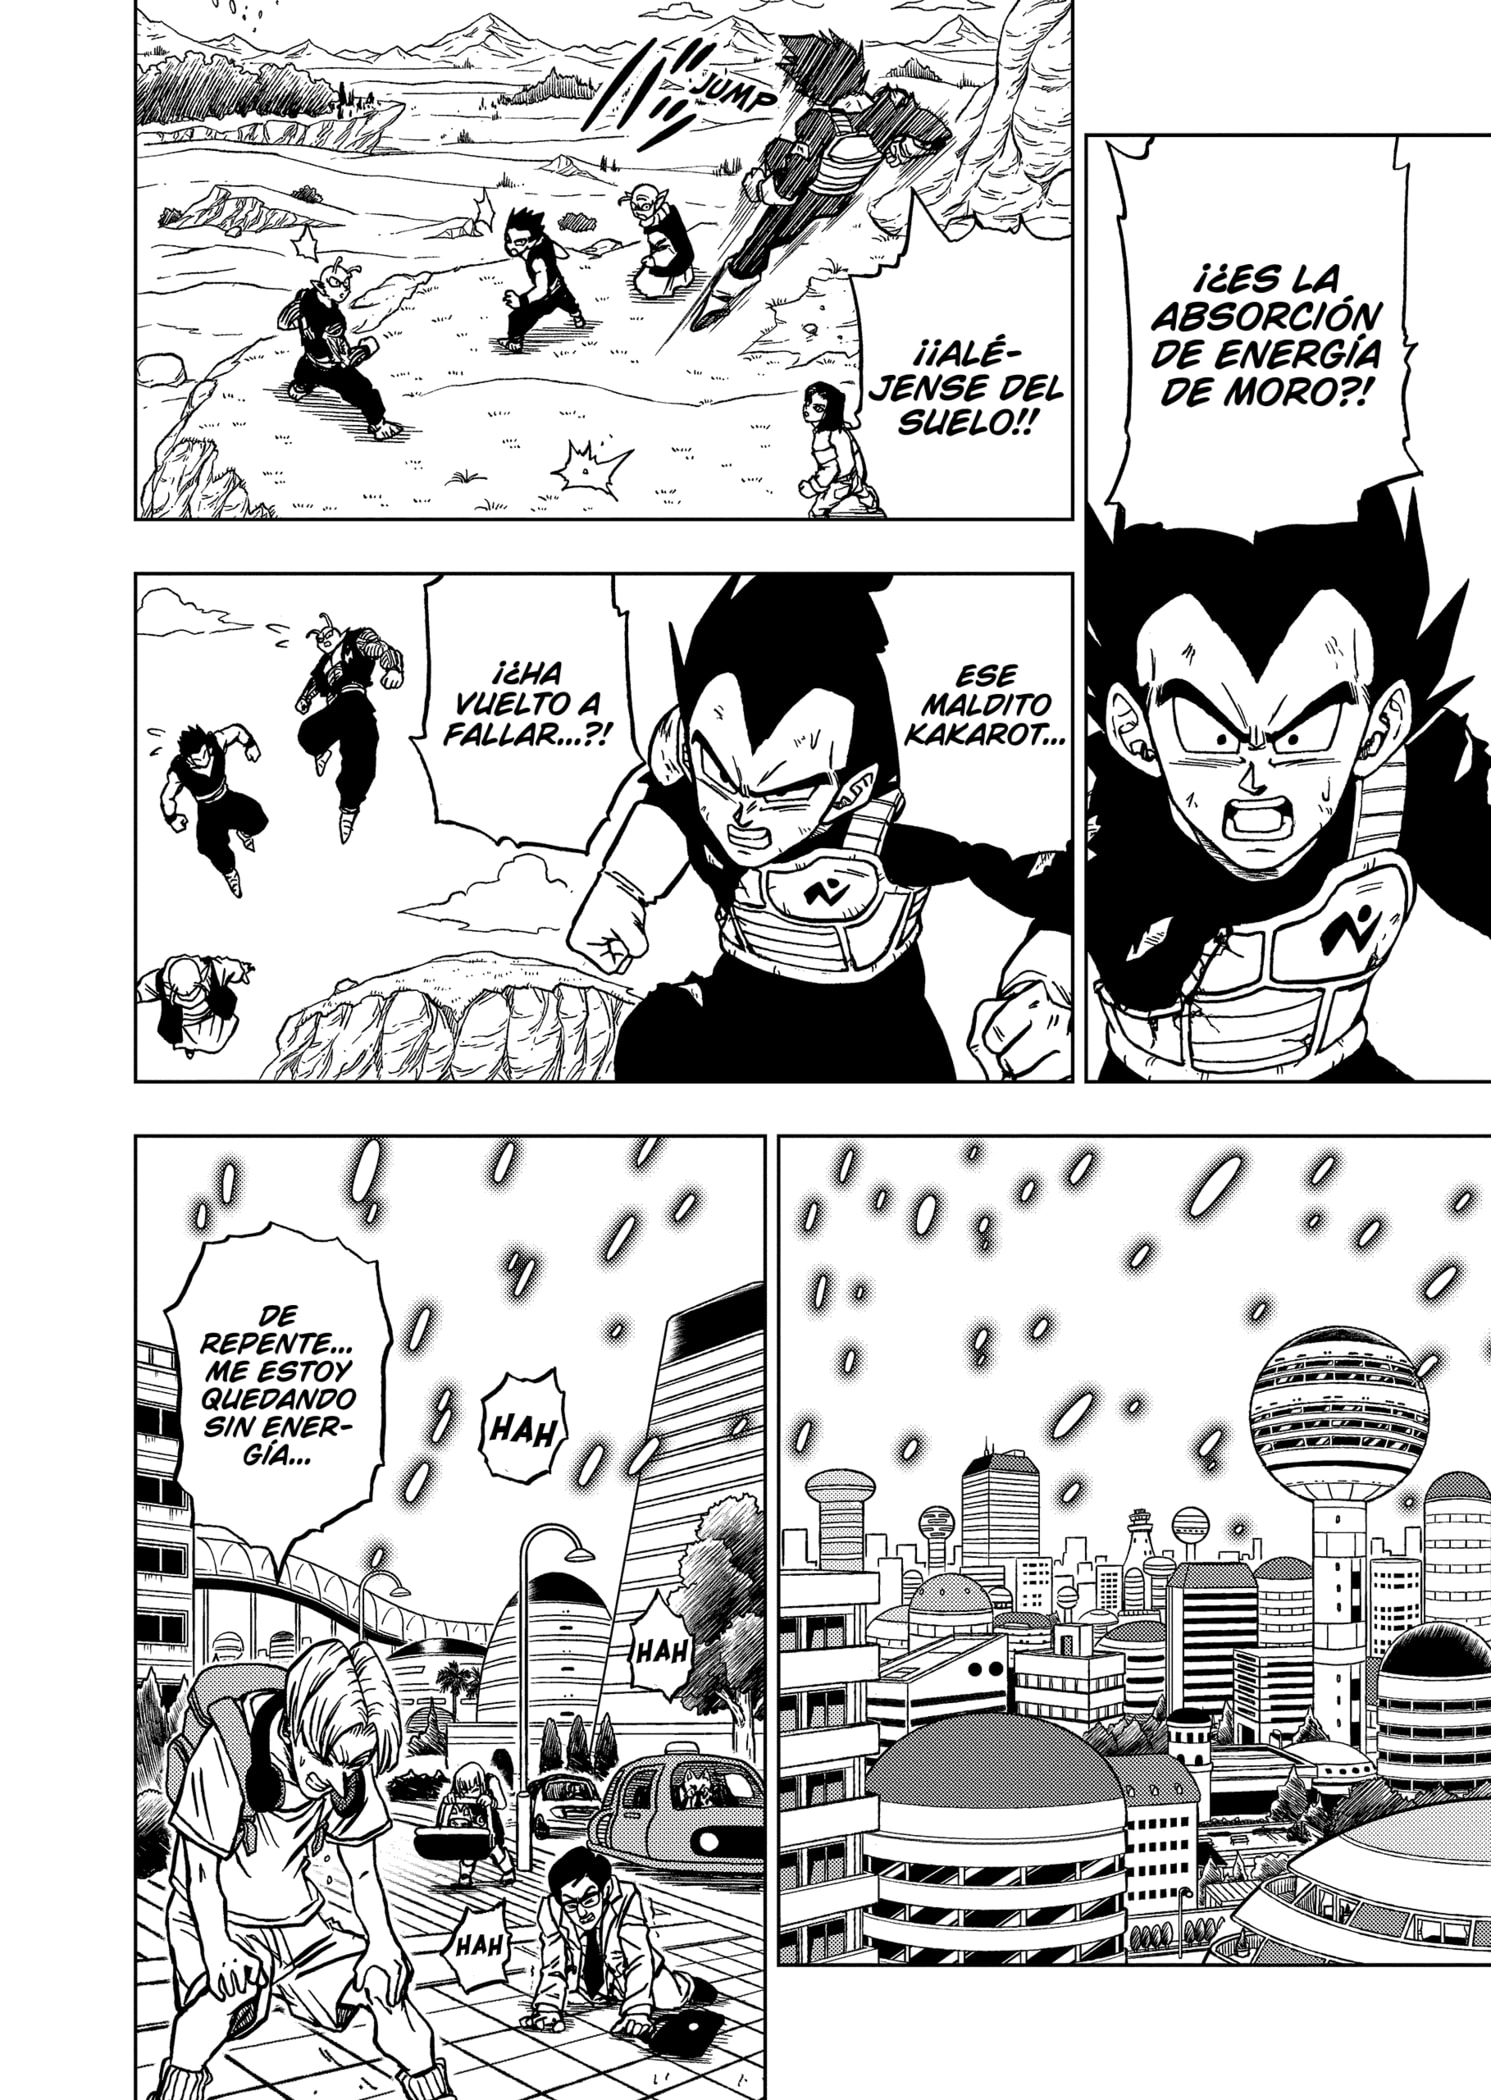 ¡¿ES LA
ABSORCIÓN
DE ENERGÍA
DE MORO?!
JUMP
¡¡ALÉ-
JENSE DEL
SUELO!!
ESE
MALDITO
KAKAROT...
¡¿HA
VUELTO A
FALLAR...?!
DE
REPENTE...
ME ESTOY
QUEDANDO
SIN ENER-
GÍA...
HAH
HAH
HAH